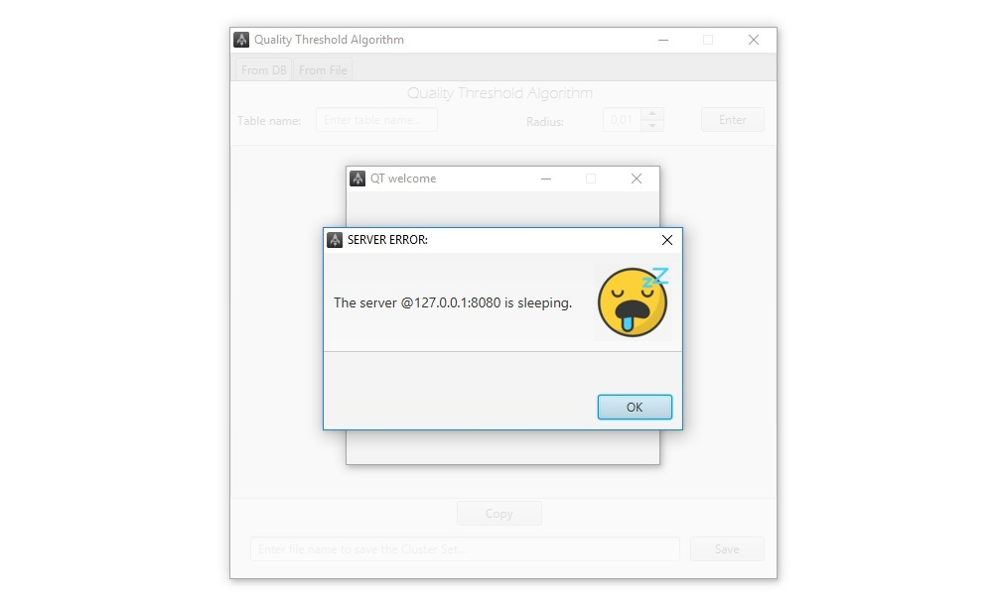 Quality Threshold Algorithm
From DB From File
Quality Threshold Algorithm
Table name: Enter table name... Radius: 0,01 Enter
QT welcome
SERVER ERROR:
zZ
The server @127.0.0.1:8080 is sleeping.
OK
Copy
Enter file name to save the Cluster Set... Save